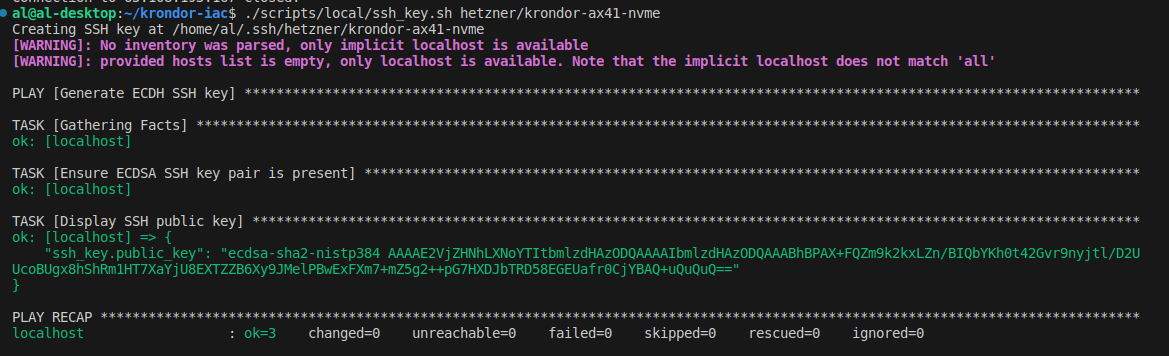 al@al-desktop:~/krondor-iac$ ./scripts/local/ssh_key.sh hetzner/krondor-ax41-nvme
Creating SSH key at /home/al/.ssh/hetzner/krondor-ax41-nvme
[WARNING]: No inventory was parsed, only implicit localhost is available
[WARNING]: provided hosts list is empty, only localhost is available. Note that the implicit localhost does not match 'all'
PLAY [Generate ECDH SSH key] ****************************************************************************************************************
TASK [Gathering Facts] **********************************************************************************************************************
ok: [localhost]
TASK [Ensure ECDSA SSH key pair is present] *************************************************************************************************
ok: [localhost]
TASK [Display SSH public key] ***************************************************************************************************************
ok: [localhost] => {
"ssh_key.public_key": "ecdsa-sha2-nistp384 AAAAE2VjZHNhLXNoYTItbmlzdHAzODQAAAAIbmlzdHAzODQAAABhBPAX+FQZm9k2kxLZn/BIQbYKh0t42Gvr9nyjtl/D2U
UcoBUgx8hShRm1HT7XaYjU8EXTZZB6Xy9JMelPBwExFXm7+mZ5g2++pG7HXDJbTRD58EGEUafr0CjYBAQ+uQuQuQ=="
}
PLAY RECAP **********************************************************************************************************************************
localhost : ok=3 changed=0 unreachable=0 failed=0 skipped=0 rescued=0 ignored=0